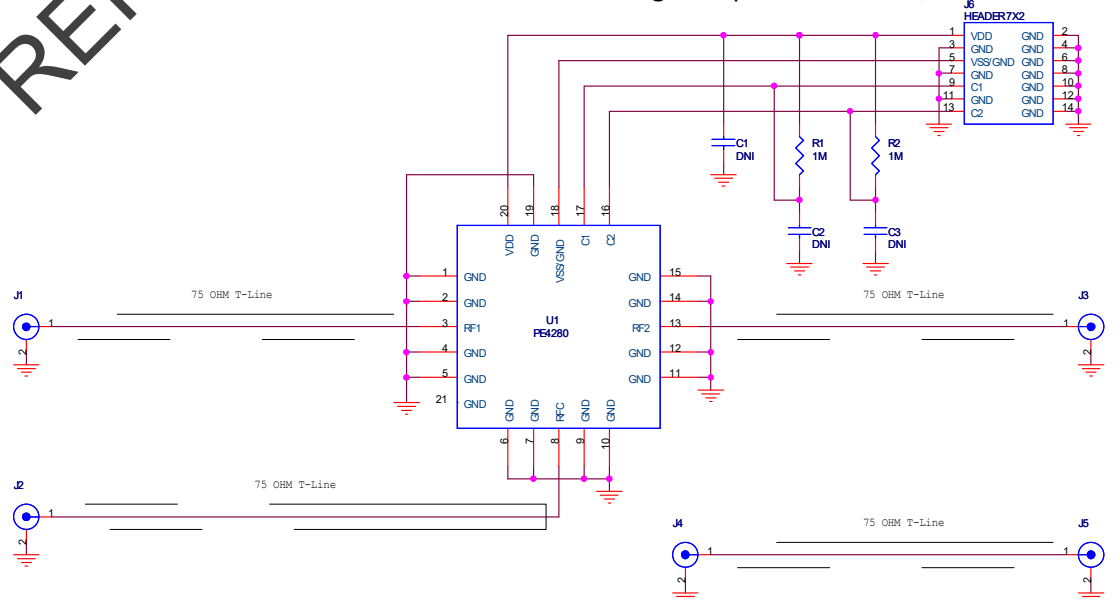 J6
HEADER7X2
1 VDD GND 2
3 GND GND 4
5 VSS/GND GND 6
7 GND GND 8
9 C1 GND 10
11 GND GND 12
13 C2 GND 14
C1
DNI
R1
1M
R2
1M
C2
DNI
C3
DNI
20 19 18 17 16
VDD GND VSS/GND C1 C2
1 GND GND 15
2 GND GND 14
3 RF1 RF2 13
4 GND GND 12
5 GND GND 11
21 GND
U1
PE4280
GND GND RFC GND GND
6 7 8 9 10
J1
75 OHM T-Line
1
2
75 OHM T-Line
J3
1
2
J2
75 OHM T-Line
1
2
J4
75 OHM T-Line
J5
1 1
2 2